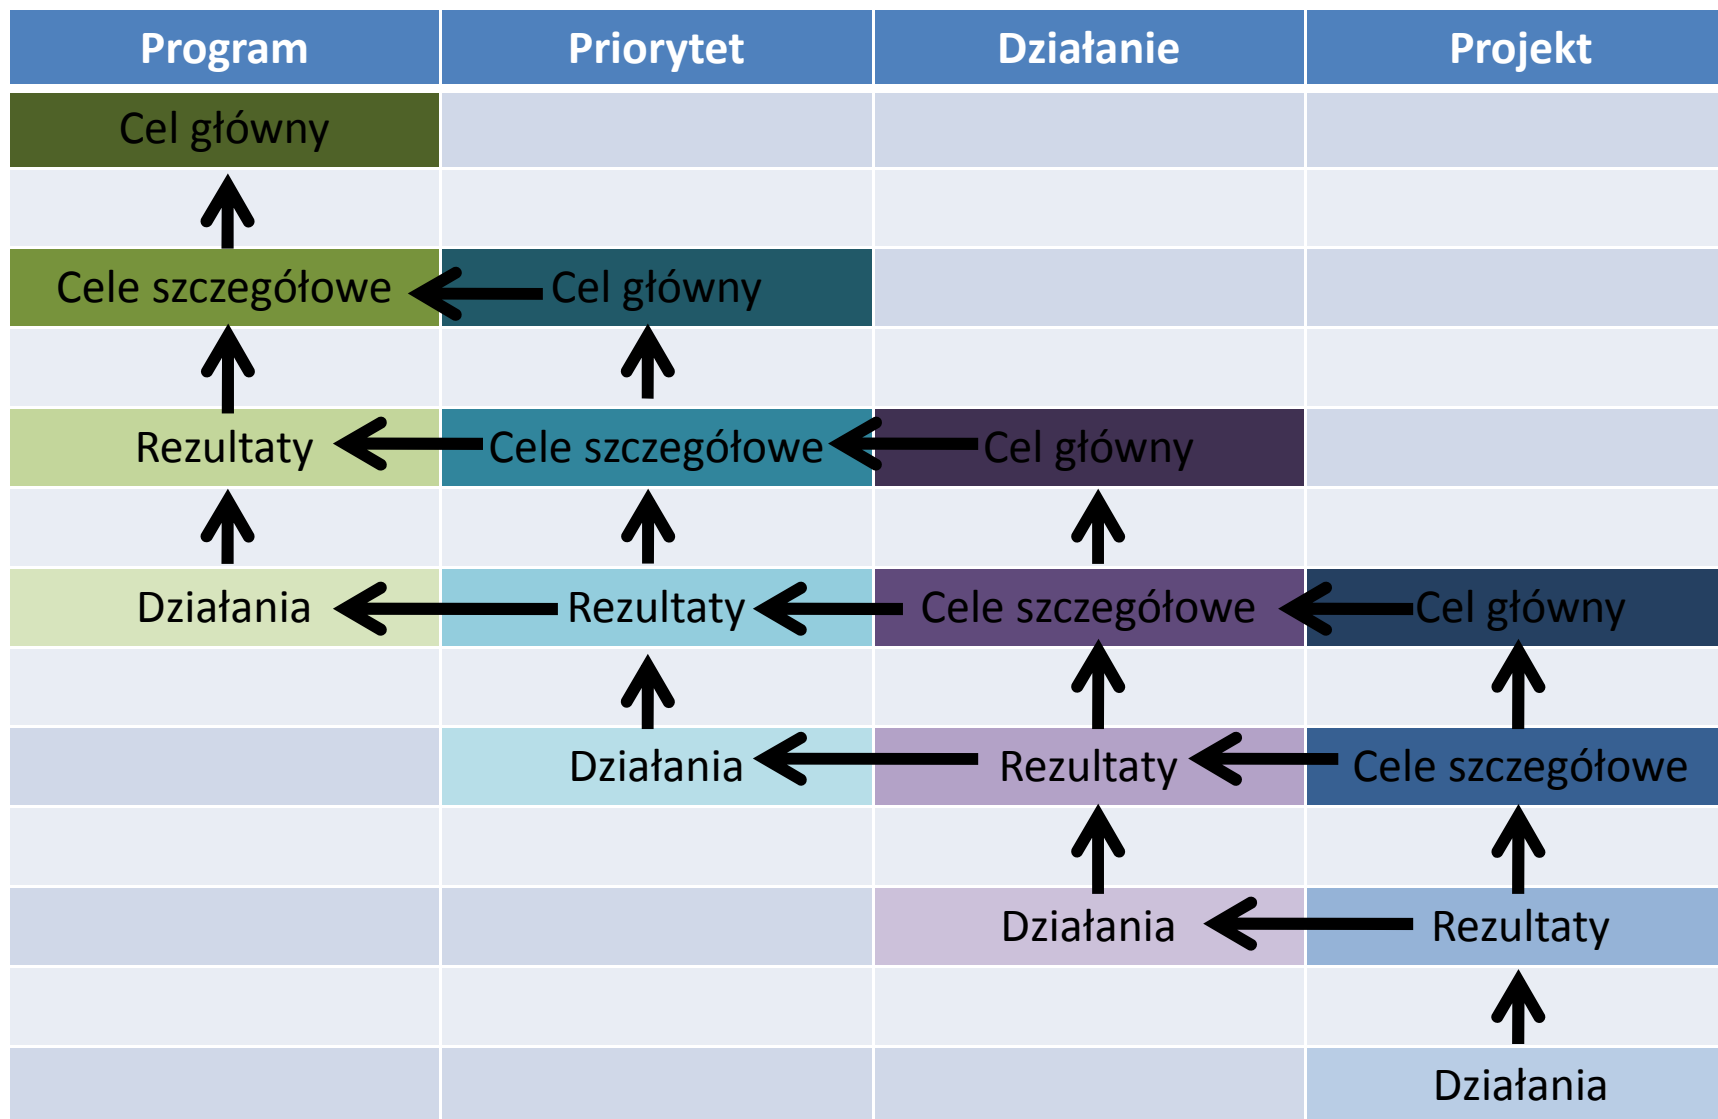 Program Priorytet Działanie Projekt
Cel główny
Cele szczegółowe Cel główny
Rezultaty Cele szczegółowe Cel główny
Działania Rezultaty Cele szczegółowe Cel główny
Działania Rezultaty Cele szczegółowe
Działania Rezultaty
Działania